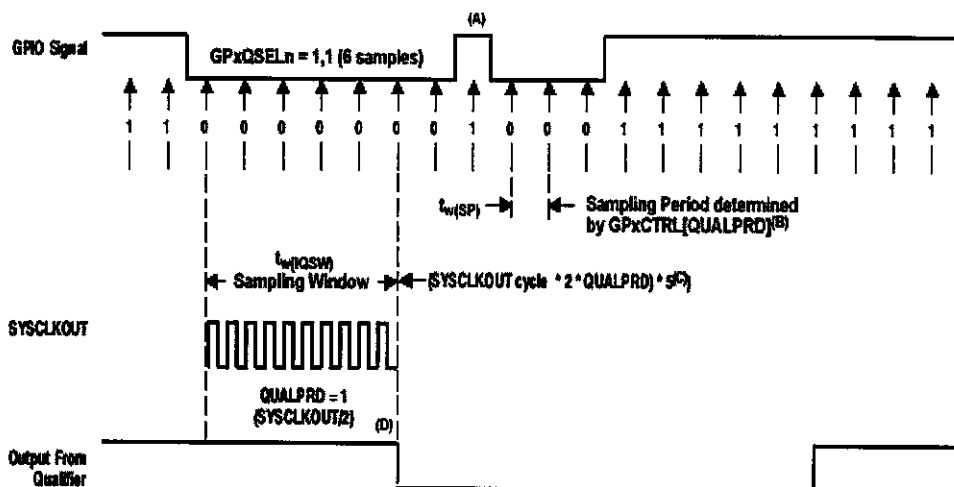 (A)
GPIO Signal
GPxQSELn = 1,1 (6 samples)
1 1 0 0 0 0 0 0 0 1 0 0 0 1 1 1 1 1 1 1 1 1
tw(SP)
Sampling Period determined
by GPxCTRL[QUALPRD](B)
tw(IQSW)
Sampling Window
(SYSCLKOUT cycle * 2 * QUALPRD) * 5(C))
SYSCLKOUT
QUALPRD = 1
(SYSCLKOUT/2)
(D)
Output From
Qualifier